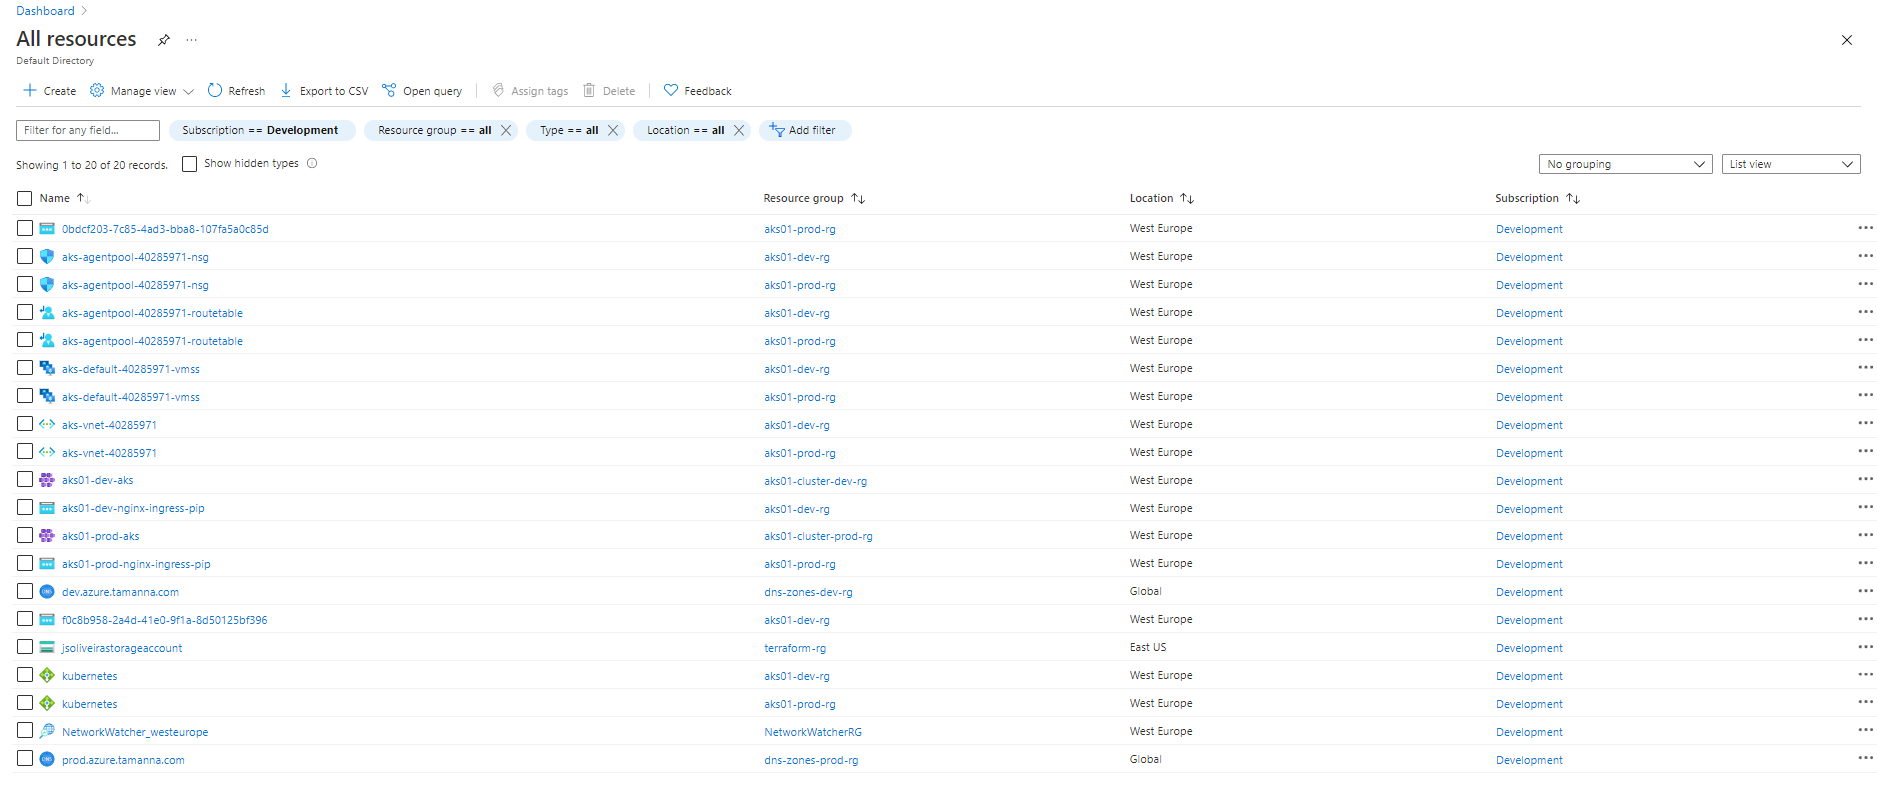 Dashboard
All resources
Default Directory
Create Manage view Refresh Export to CSV Open query Assign tags Delete Feedback
Filter for any field... Subscription == Development Resource group == all Type == all Location == all Add filter
Showing 1 to 20 of 20 records. Show hidden types No grouping List view
Name Resource group Location Subscription
0bdcf203-7c85-4ad3-bba8-107fa5a0c85d aks01-prod-rg West Europe Development
aks-agentpool-40285971-nsg aks01-dev-rg West Europe Development
aks-agentpool-40285971-nsg aks01-prod-rg West Europe Development
aks-agentpool-40285971-routetable aks01-dev-rg West Europe Development
aks-agentpool-40285971-routetable aks01-prod-rg West Europe Development
aks-default-40285971-vmss aks01-dev-rg West Europe Development
aks-default-40285971-vmss aks01-prod-rg West Europe Development
aks-vnet-40285971 aks01-dev-rg West Europe Development
aks-vnet-40285971 aks01-prod-rg West Europe Development
aks01-dev-aks aks01-cluster-dev-rg West Europe Development
aks01-dev-nginx-ingress-pip aks01-dev-rg West Europe Development
aks01-prod-aks aks01-cluster-prod-rg West Europe Development
aks01-prod-nginx-ingress-pip aks01-prod-rg West Europe Development
dev.azure.tamanna.com dns-zones-dev-rg Global Development
f0c8b958-2a4d-41e0-9f1a-8d50125bf396 aks01-dev-rg West Europe Development
jsoliveirastorageaccount terraform-rg East US Development
kubernetes aks01-dev-rg West Europe Development
kubernetes aks01-prod-rg West Europe Development
NetworkWatcher_westeurope NetworkWatcherRG West Europe Development
prod.azure.tamanna.com dns-zones-prod-rg Global Development